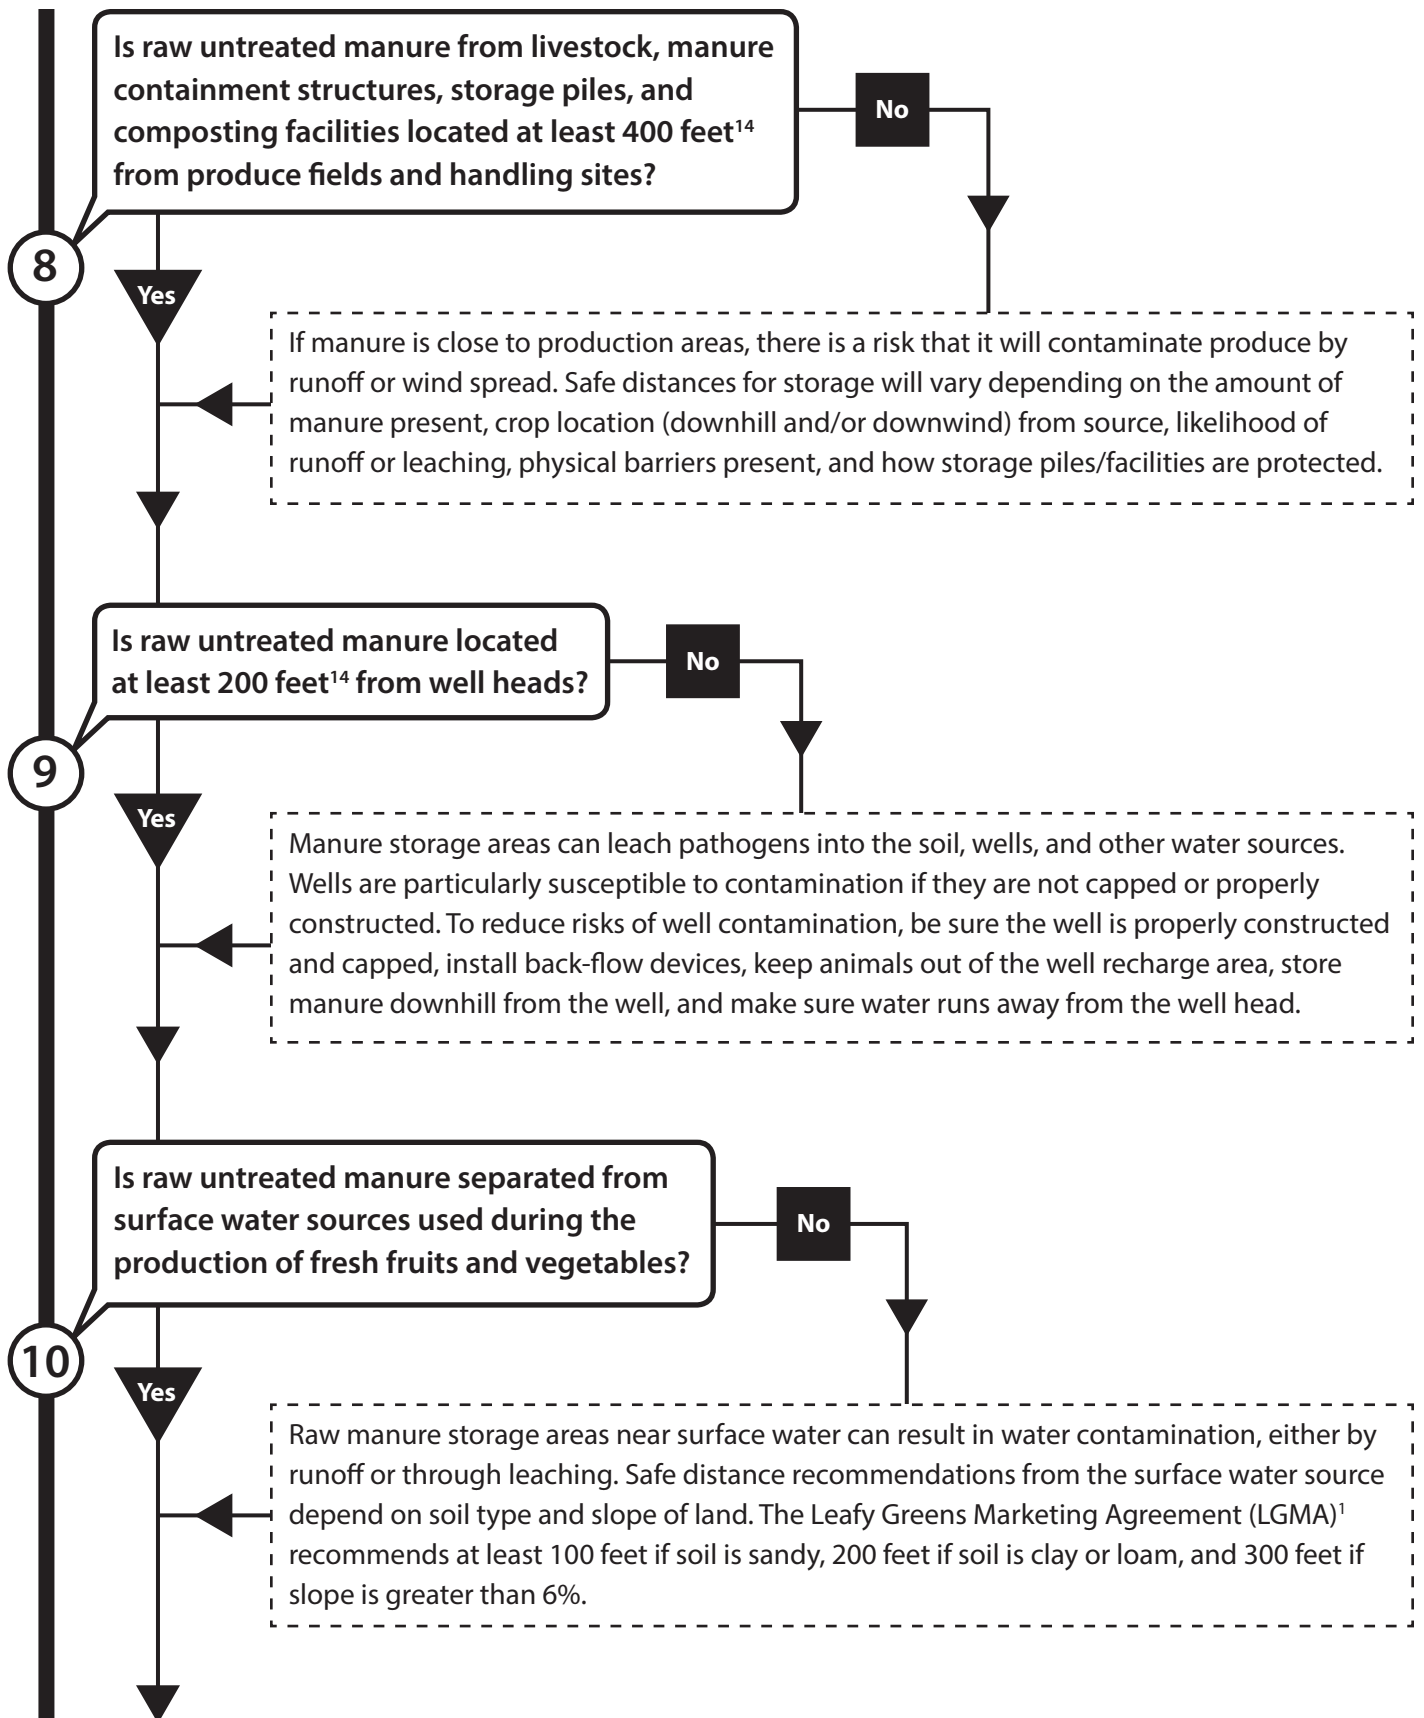 Is raw untreated manure from livestock, manure
containment structures, storage piles, and
composting facilities located at least 400 feet¹⁴
from produce fields and handling sites?
No
8
Yes
If manure is close to production areas, there is a risk that it will contaminate produce by
runoff or wind spread. Safe distances for storage will vary depending on the amount of
manure present, crop location (downhill and/or downwind) from source, likelihood of
runoff or leaching, physical barriers present, and how storage piles/facilities are protected.
Is raw untreated manure located
at least 200 feet¹⁴ from well heads?
No
9
Yes
Manure storage areas can leach pathogens into the soil, wells, and other water sources.
Wells are particularly susceptible to contamination if they are not capped or properly
constructed. To reduce risks of well contamination, be sure the well is properly constructed
and capped, install back-flow devices, keep animals out of the well recharge area, store
manure downhill from the well, and make sure water runs away from the well head.
Is raw untreated manure separated from
surface water sources used during the
production of fresh fruits and vegetables?
No
10
Yes
Raw manure storage areas near surface water can result in water contamination, either by
runoff or through leaching. Safe distance recommendations from the surface water source
depend on soil type and slope of land. The Leafy Greens Marketing Agreement (LGMA)¹
recommends at least 100 feet if soil is sandy, 200 feet if soil is clay or loam, and 300 feet if
slope is greater than 6%.